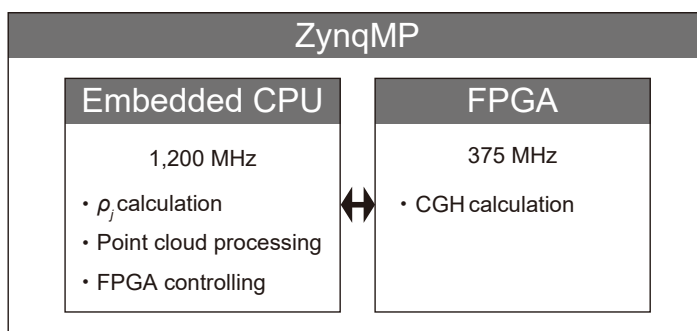 ZynqMP
Embedded CPU
1,200 MHz
・ρj calculation
・Point cloud processing
・FPGA controlling
FPGA
375 MHz
・CGH calculation